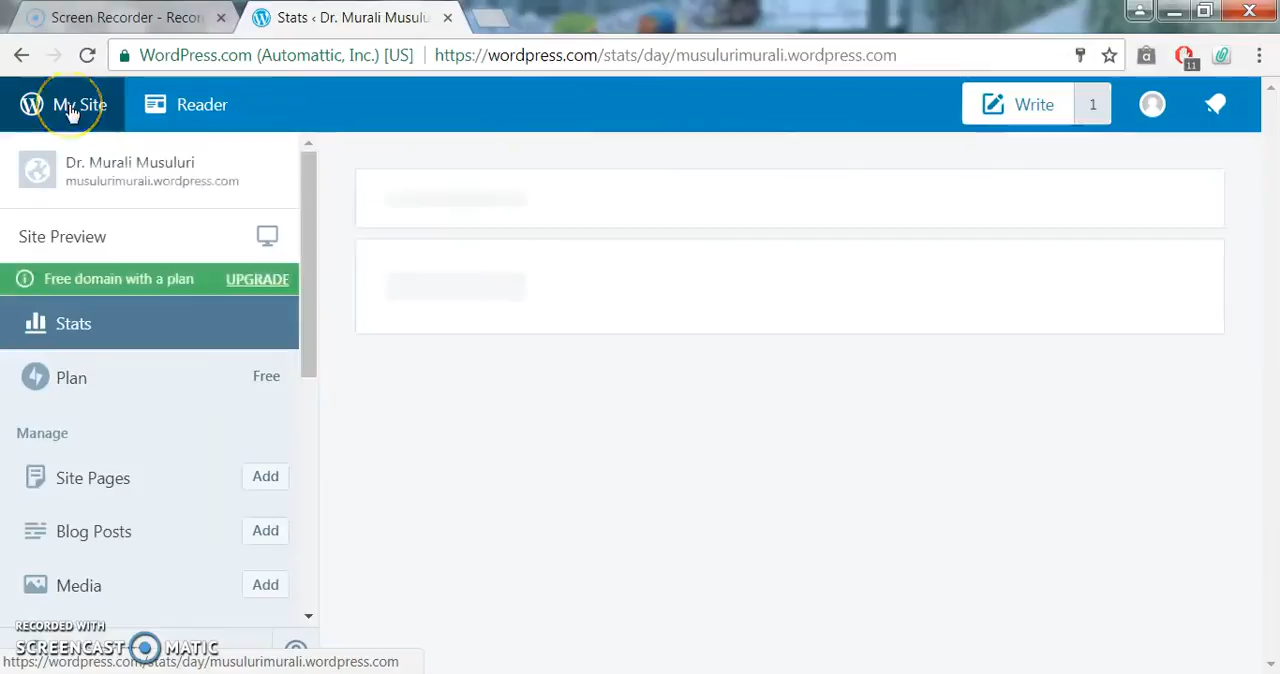 Screen Recorder - Recor
Stats ‹ Dr. Murali Musulu
WordPress.com (Automattic, Inc.) [US]
https://wordpress.com/stats/day/musulurimurali.wordpress.com
11
My Site
Reader
Write
1
Dr. Murali Musuluri
musulurimurali.wordpress.com
Site Preview
Free domain with a plan
UPGRADE
Stats
Plan
Free
Manage
Site Pages
Add
Blog Posts
Add
Media
Add
RECORDED WITH
SCREENCAST MATIC
https://wordpress.com/stats/day/musulurimurali.wordpress.com